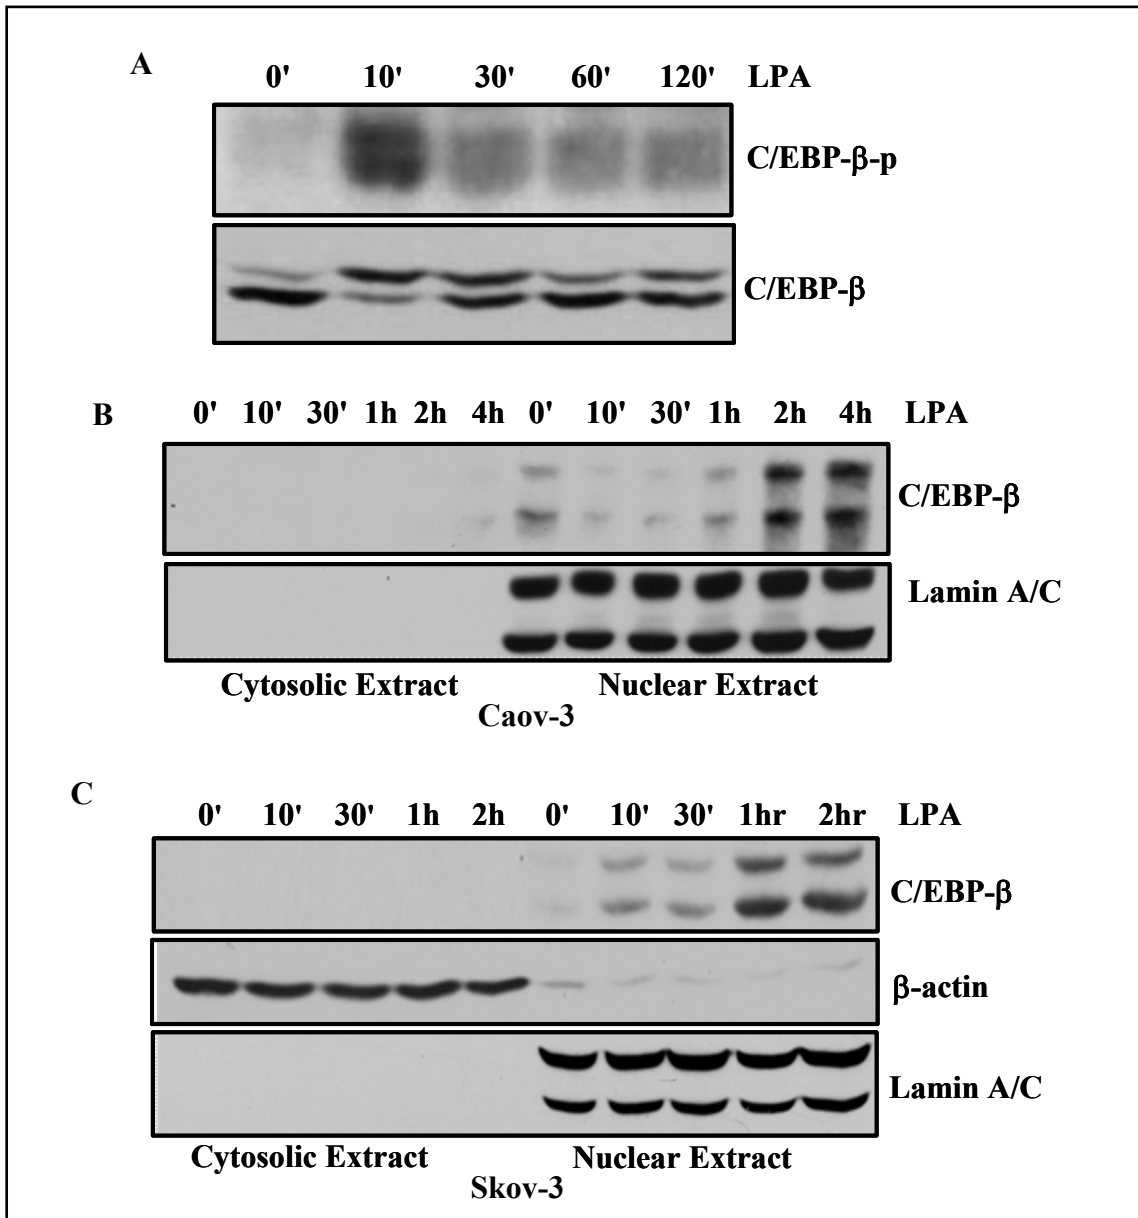 A
0' 10' 30' 60' 120' LPA
C/EBP-β-p
C/EBP-β
B
0' 10' 30' 1h 2h 4h 0' 10' 30' 1h 2h 4h LPA
C/EBP-β
Lamin A/C
Cytosolic Extract Nuclear Extract
Caov-3
C
0' 10' 30' 1h 2h 0' 10' 30' 1hr 2hr LPA
C/EBP-β
β-actin
Lamin A/C
Cytosolic Extract Nuclear Extract
Skov-3